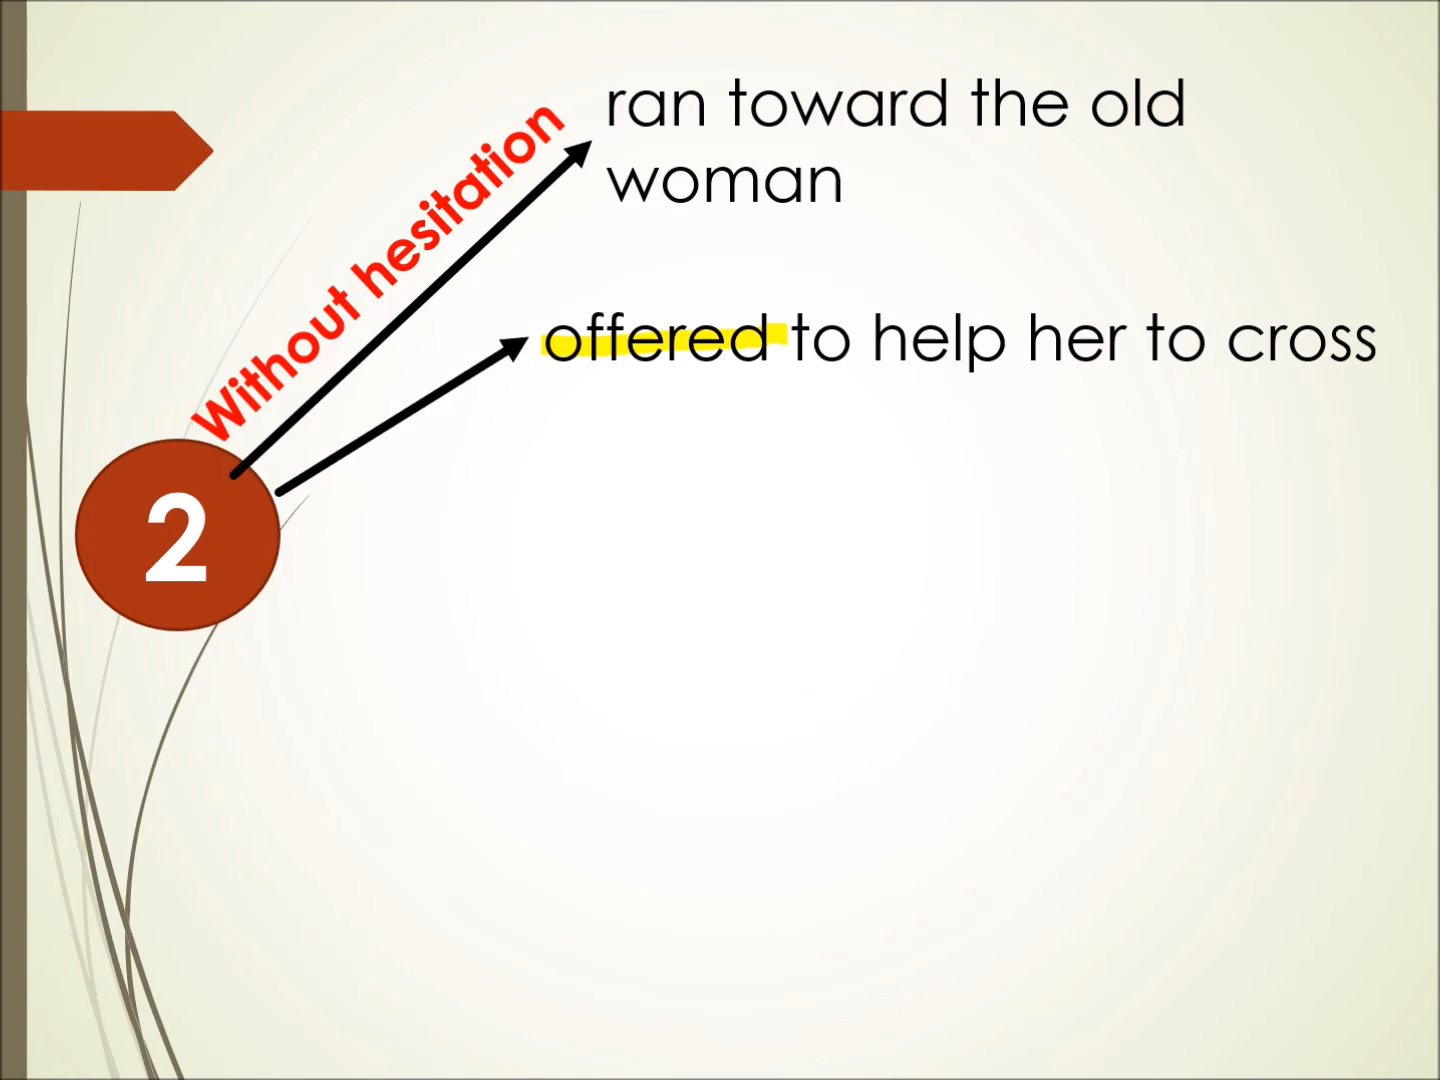 ran toward the old
woman
Without hesitation
offered to help her to cross
2